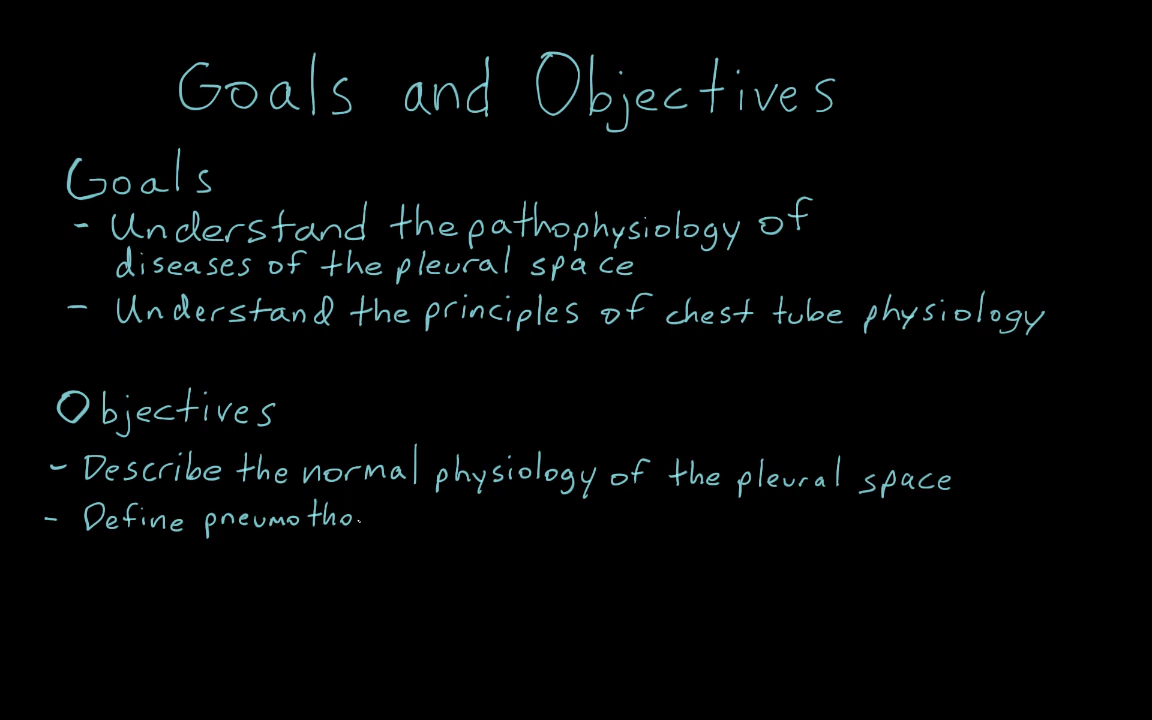 Goals and Objectives
Goals
- Understand the pathophysiology of
diseases of the pleural space
- Understand the principles of chest tube physiology
Objectives
- Describe the normal physiology of the pleural space
- Define pneumotho.